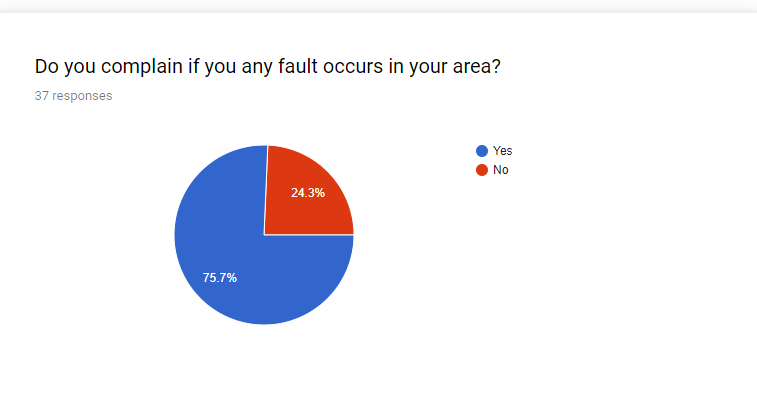 Do you complain if you any fault occurs in your area?
37 responses
Yes
No
24.3%
75.7%